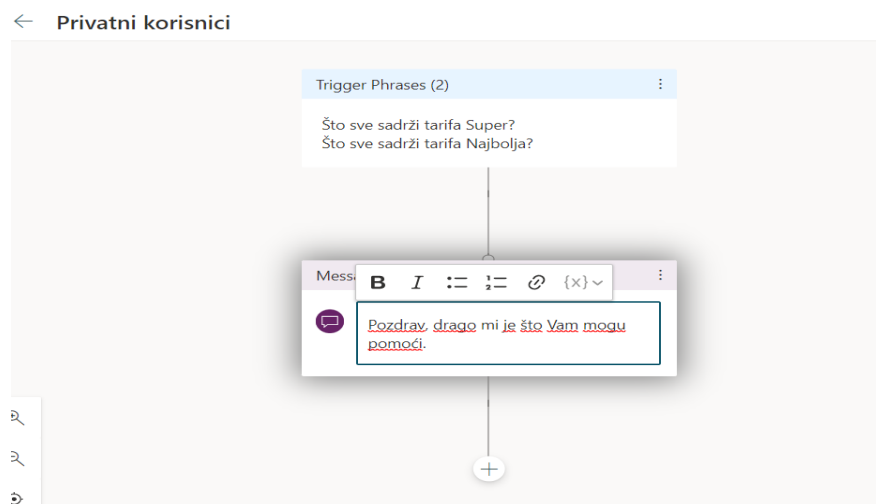 Privatni korisnici
Trigger Phrases (2)
Što sve sadrži tarifa Super?
Što sve sadrži tarifa Najbolja?
B I {x}
Pozdrav, drago mi je što Vam mogu
pomoći.